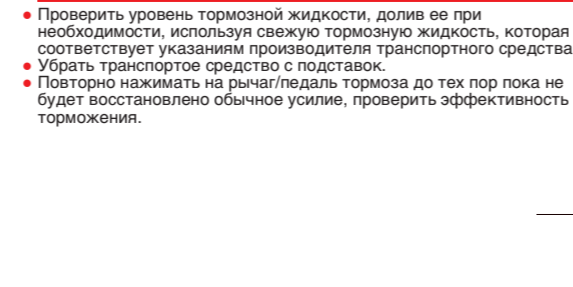 ● Проверить уровень тормозной жидкости, долив ее при
необходимости, используя свежую тормозную жидкость, которая
соответствует указаниям производителя транспортного средства
● Убрать транспортое средство с подставок.
● Повторно нажимать на рычаг/педаль тормоза до тех пор пока не
будет восстановлено обычное усилие, проверить эффективность
торможения.